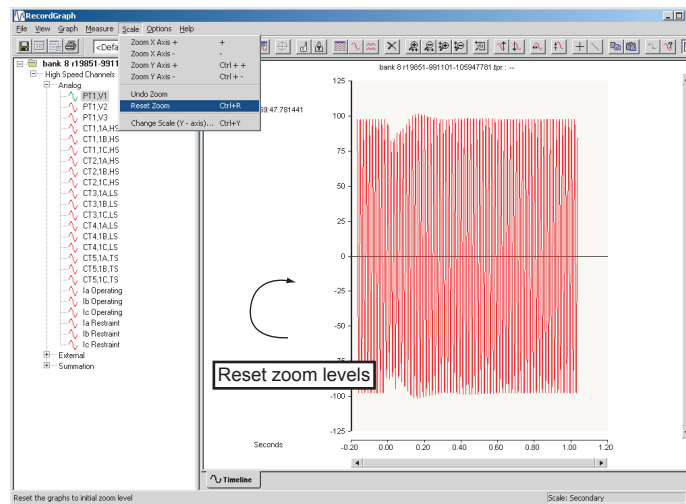 RecordGraph
File View Graph Measure Scale Options Help
<Defa
Zoom X Axis + +
Zoom X Axis - -
Zoom Y Axis + Ctrl + +
Zoom Y Axis - Ctrl + -
Undo Zoom
Reset Zoom Ctrl+R
Change Scale (Y - axis)... Ctrl+Y
bank 8 r19851-9911
High Speed Channels
Analog
PT1,V1
PT1,V2
PT1,V3
CT1,1A,HS
CT1,1B,HS
CT1,1C,HS
CT2,1A,HS
CT2,1B,HS
CT2,1C,HS
CT3,1A,LS
CT3,1B,LS
CT3,1C,LS
CT4,1A,LS
CT4,1B,LS
CT4,1C,LS
CT5,1A,TS
CT5,1B,TS
CT5,1C,TS
Ia Operating
Ib Operating
Ic Operating
Ia Restraint
Ib Restraint
Ic Restraint
External
Summation
bank 8 r19851-991101-105947781.tpr : --
:47.781441
125
100
75
50
25
0
-25
-50
-75
-100
-125
Reset zoom levels
Seconds
-0.20 0.00 0.20 0.40 0.60 0.80 1.00 1.20
Timeline
Reset the graphs to initial zoom level
Scale: Secondary